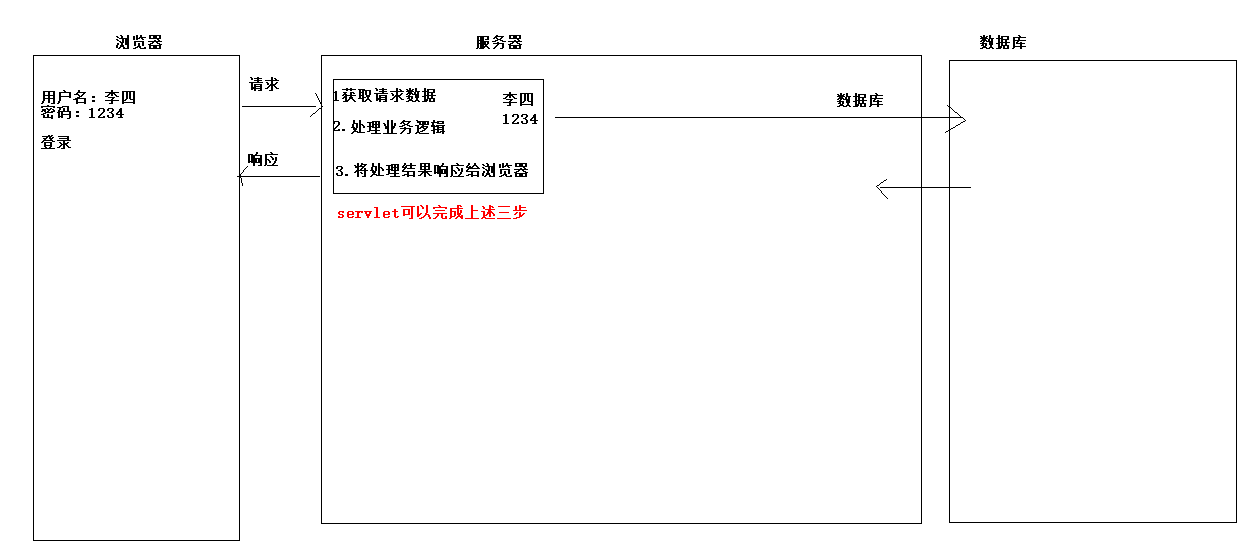 浏览器
服务器
数据库
用户名：李四
密码：1234
登录
请求
响应
1获取请求数据
李四
1234
2.处理业务逻辑
3.将处理结果响应给浏览器
servlet可以完成上述三步
数据库